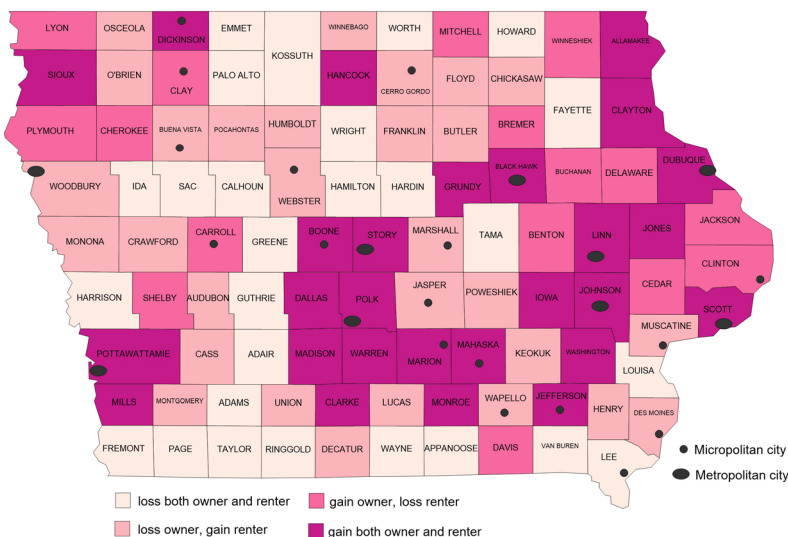 LYON OSCEOLA DICKINSON EMMET WINNEBAGO WORTH MITCHELL HOWARD WINNESHIEK ALLAMAKEE
KOSSUTH
SIOUX O'BRIEN CLAY PALO ALTO HANCOCK CERRO GORDO FLOYD CHICKASAW
FAYETTE CLAYTON
PLYMOUTH CHEROKEE BUENA VISTA POCAHONTAS HUMBOLDT WRIGHT FRANKLIN BUTLER BREMER
WOODBURY IDA SAC CALHOUN WEBSTER HAMILTON HARDIN GRUNDY BLACK HAWK BUCHANAN DELAWARE DUBUQUE
MONONA CRAWFORD CARROLL GREENE BOONE STORY MARSHALL TAMA BENTON LINN JONES JACKSON
CLINTON
HARRISON SHELBY AUDUBON GUTHRIE DALLAS POLK JASPER POWESHIEK IOWA JOHNSON CEDAR SCOTT
MUSCATINE
POTTAWATTAMIE CASS ADAIR MADISON WARREN MARION MAHASKA KEOKUK WASHINGTON LOUISA
MILLS MONTGOMERY ADAMS UNION CLARKE LUCAS MONROE WAPELLO JEFFERSON HENRY DES MOINES
FREMONT PAGE TAYLOR RINGGOLD DECATUR WAYNE APPANOOSE DAVIS VAN BUREN LEE
Micropolitan city
Metropolitan city
loss both owner and renter
gain owner, loss renter
loss owner, gain renter
gain both owner and renter